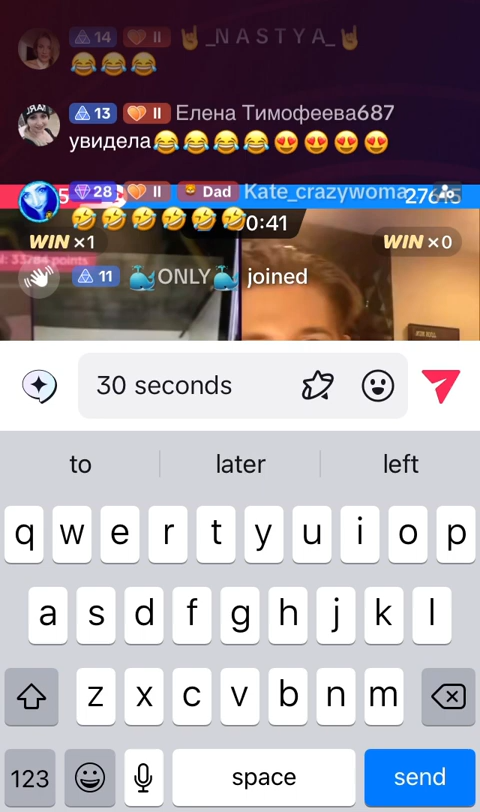 14 II 🤘_N A S T Y A_🤘
😂😂😂
13 II Елена Тимофеева687
увидела😂😂😂😂😍😍😍😍
28 II Dad Kate_crazywoma
🤣🤣🤣🤣🤣🤣0:41
WIN ×1 WIN ×0
points
11 🐳ONLY🐳 joined
30 seconds
to later left
q w e r t y u i o p
a s d f g h j k l
z x c v b n m
123 space send